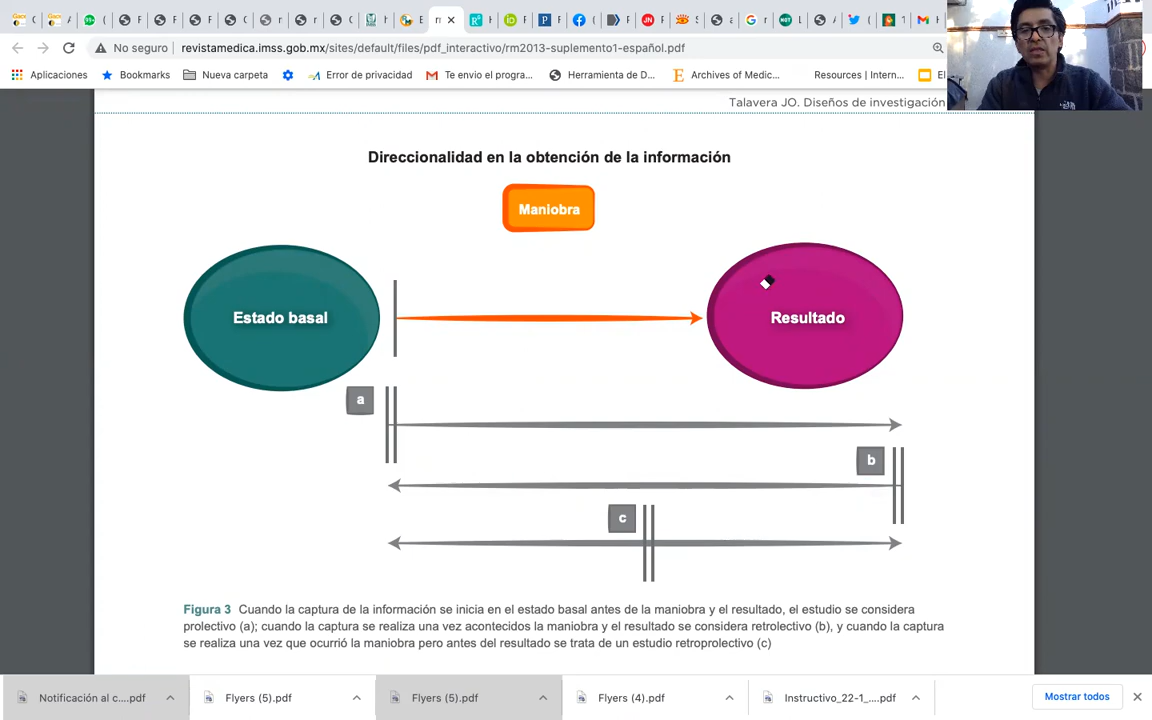 No seguro
revistamedica.imss.gob.mx/sites/default/files/pdf_interactivo/rm2013-suplemento1-español.pdf
Aplicaciones
Bookmarks
Nueva carpeta
Error de privacidad
Te envio el progra...
Herramienta de D...
Archives of Medic...
Resources | Intern...
El
Talavera JO. Diseños de investigación
Direccionalidad en la obtención de la información
Maniobra
Estado basal
Resultado
a
b
c
Figura 3 Cuando la captura de la información se inicia en el estado basal antes de la maniobra y el resultado, el estudio se considera
prolectivo (a); cuando la captura se realiza una vez acontecidos la maniobra y el resultado se considera retrolectivo (b), y cuando la captura
se realiza una vez que ocurrió la maniobra pero antes del resultado se trata de un estudio retroprolectivo (c)
Notificación al c....pdf
Flyers (5).pdf
Flyers (5).pdf
Flyers (4).pdf
Instructivo_22-1_....pdf
Mostrar todos